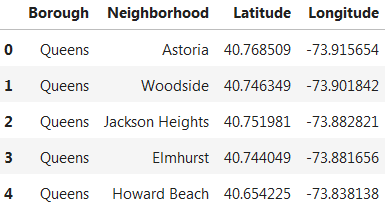 Borough Neighborhood Latitude Longitude
0 Queens Astoria 40.768509 -73.915654
1 Queens Woodside 40.746349 -73.901842
2 Queens Jackson Heights 40.751981 -73.882821
3 Queens Elmhurst 40.744049 -73.881656
4 Queens Howard Beach 40.654225 -73.838138